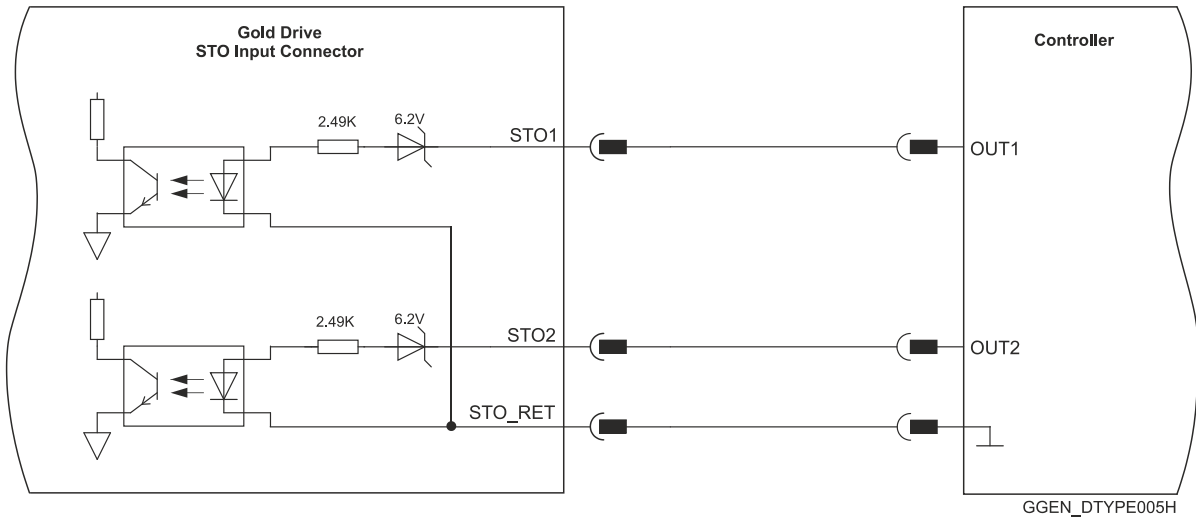 Gold Drive
STO Input Connector
Controller
2.49K
6.2V
STO1
OUT1
2.49K
6.2V
STO2
OUT2
STO_RET
GGEN_DTYPE005H